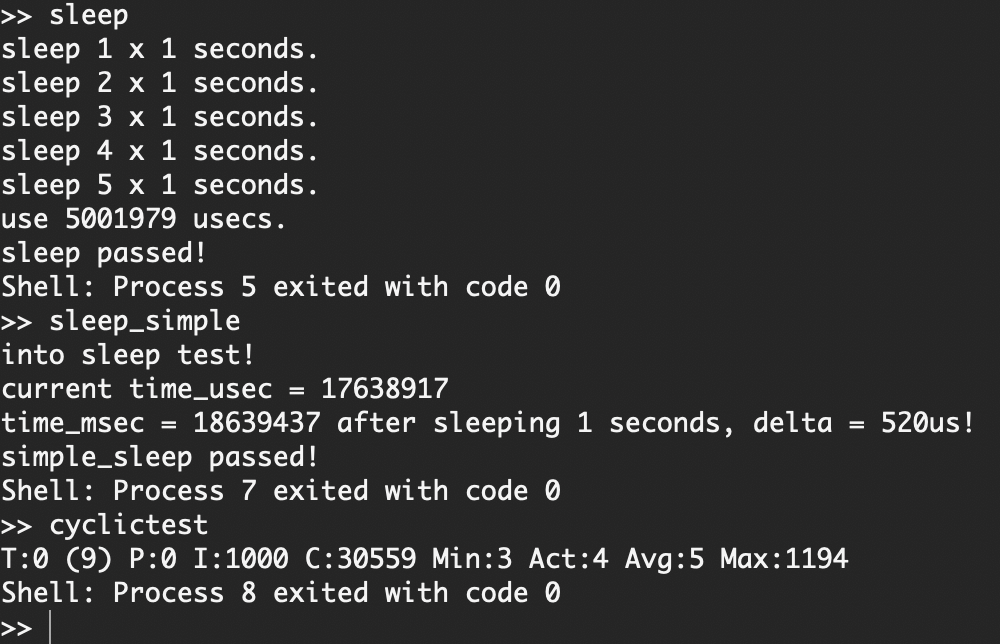 >> sleep
sleep 1 x 1 seconds.
sleep 2 x 1 seconds.
sleep 3 x 1 seconds.
sleep 4 x 1 seconds.
sleep 5 x 1 seconds.
use 5001979 usecs.
sleep passed!
Shell: Process 5 exited with code 0
>> sleep_simple
into sleep test!
current time_usec = 17638917
time_msec = 18639437 after sleeping 1 seconds, delta = 520us!
simple_sleep passed!
Shell: Process 7 exited with code 0
>> cyclictest
T:0 (9) P:0 I:1000 C:30559 Min:3 Act:4 Avg:5 Max:1194
Shell: Process 8 exited with code 0
>>